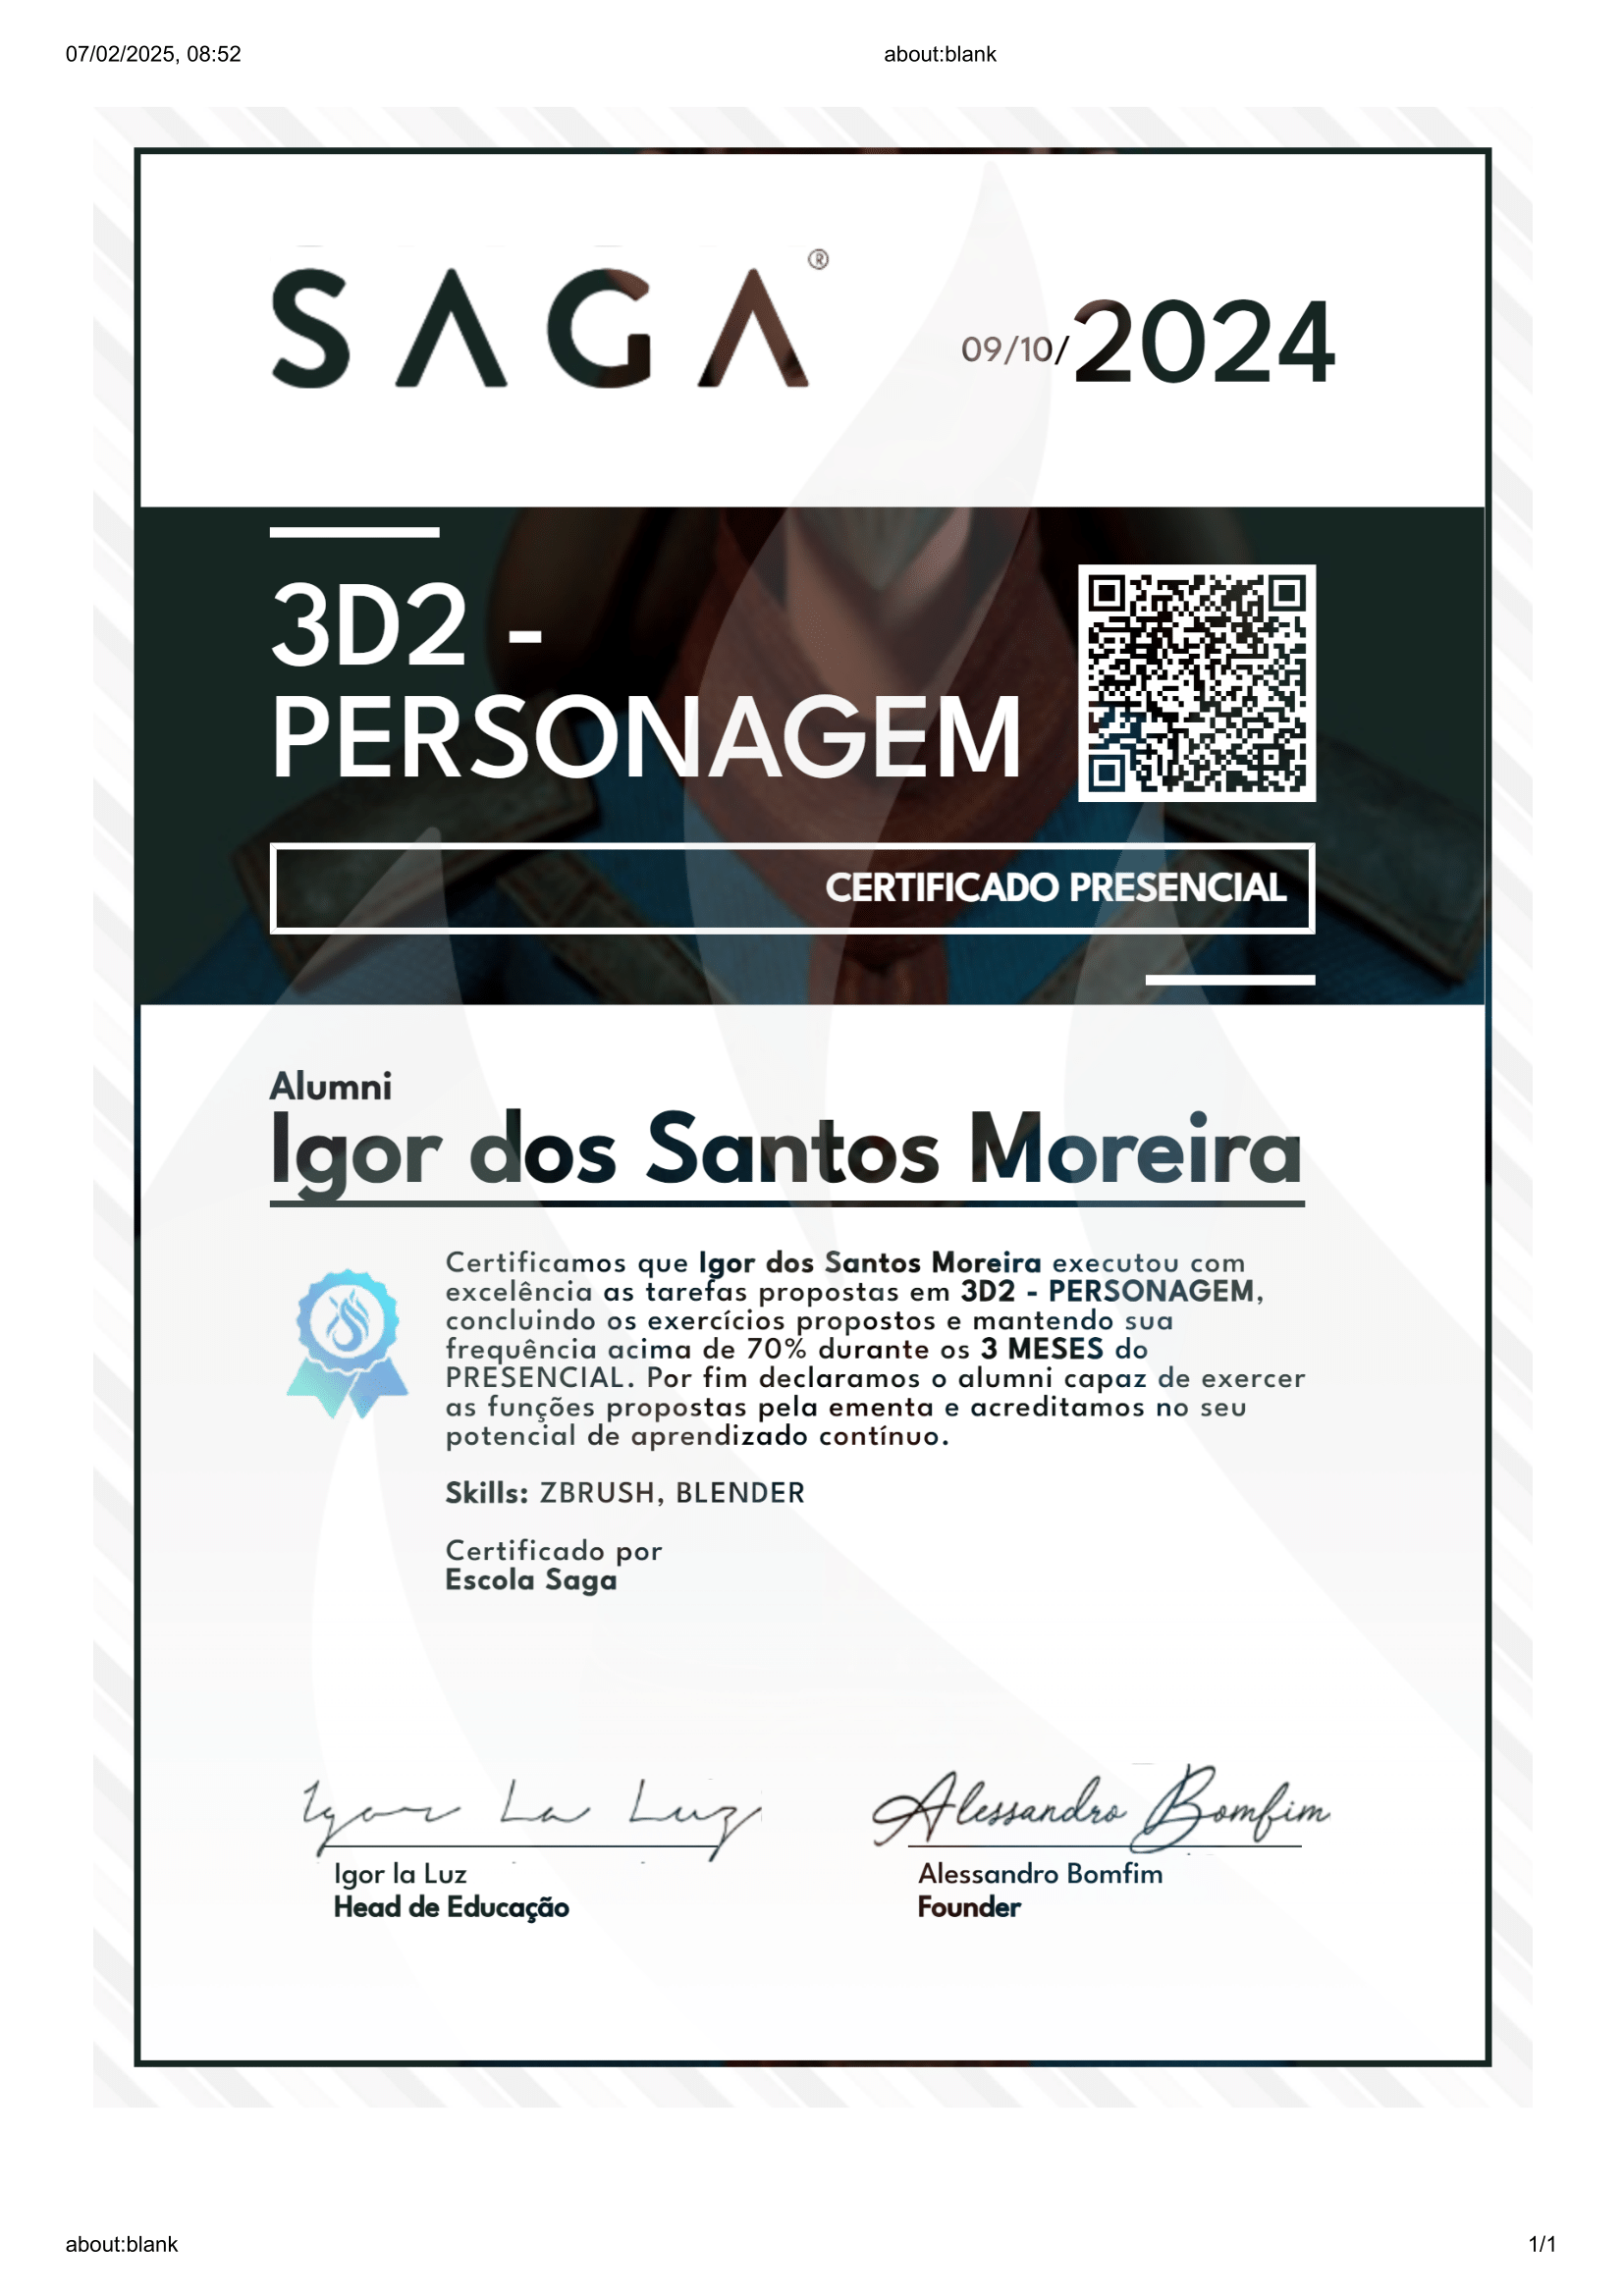 07/02/2025, 08:52
about:blank
SAGA®
09/10/2024
3D2 -
PERSONAGEM
CERTIFICADO PRESENCIAL
Alumni
Igor dos Santos Moreira
Certificamos que Igor dos Santos Moreira executou com
excelência as tarefas propostas em 3D2 - PERSONAGEM,
concluindo os exercícios propostos e mantendo sua
frequência acima de 70% durante os 3 MESES do
PRESENCIAL. Por fim declaramos o alumni capaz de exercer
as funções propostas pela ementa e acreditamos no seu
potencial de aprendizado contínuo.
Skills: ZBRUSH, BLENDER
Certificado por
Escola Saga
Igor La Luz
Alessandro Bomfim
Igor la Luz
Alessandro Bomfim
Head de Educação
Founder
about:blank
1/1